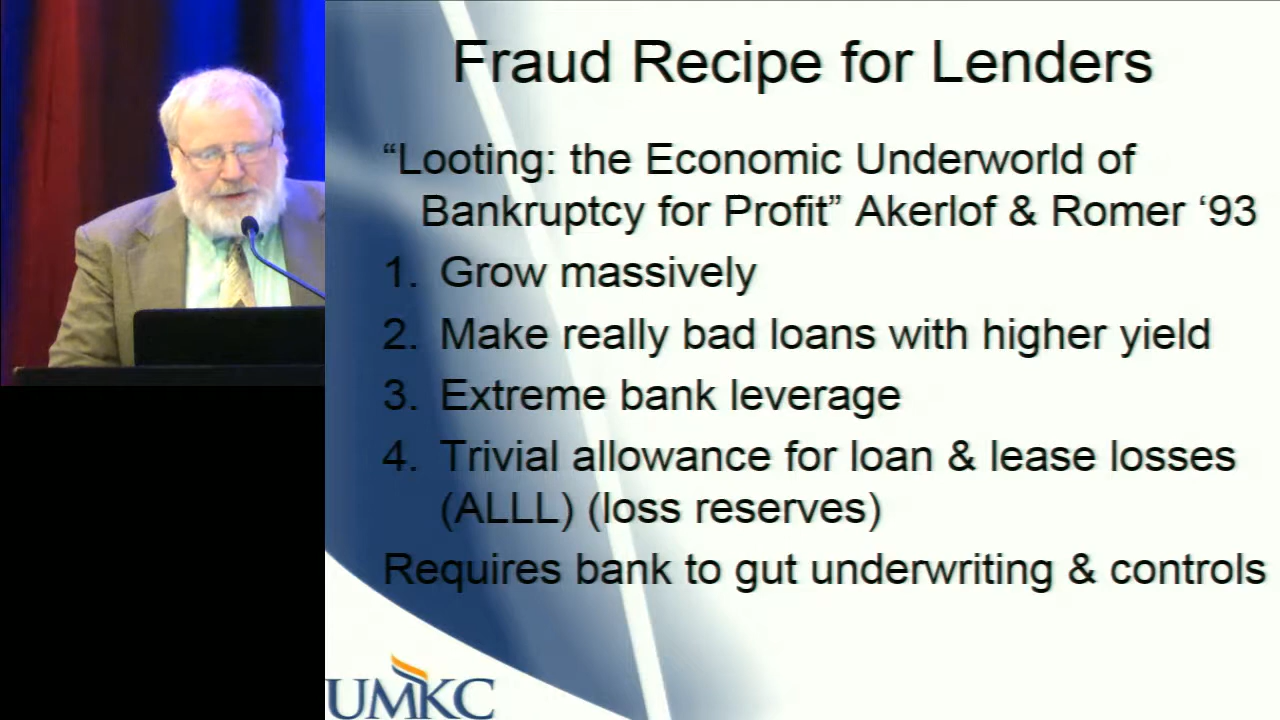 Fraud Recipe for Lenders
“Looting: the Economic Underworld of
Bankruptcy for Profit” Akerlof & Romer ‘93
1. Grow massively
2. Make really bad loans with higher yield
3. Extreme bank leverage
4. Trivial allowance for loan & lease losses
(ALLL) (loss reserves)
Requires bank to gut underwriting & controls
UMKC